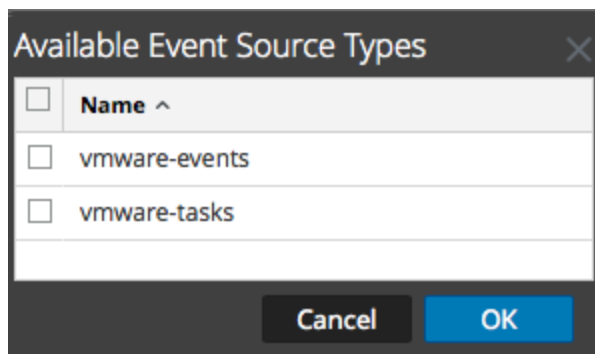 Available Event Source Types
Name
vmware-events
vmware-tasks
Cancel OK